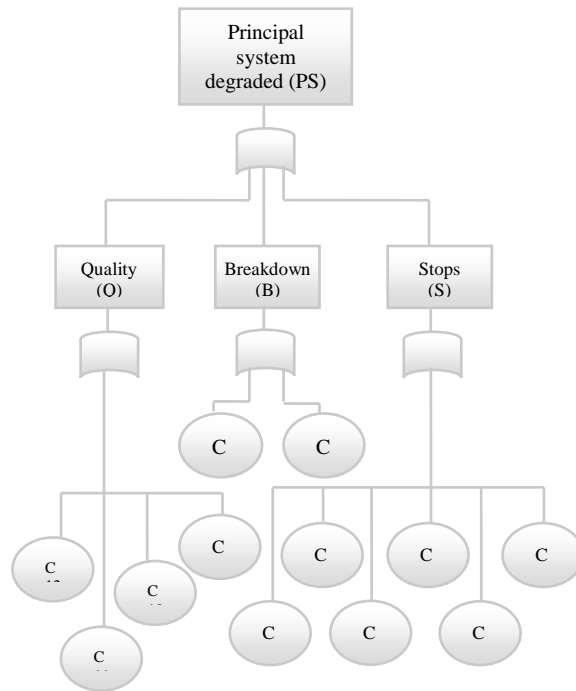 Principal
system
degraded (PS)
Quality
(Q)
Breakdown
(B)
Stops
(S)
C
C
C
C
C
C
C
C
C
C
C
C
C